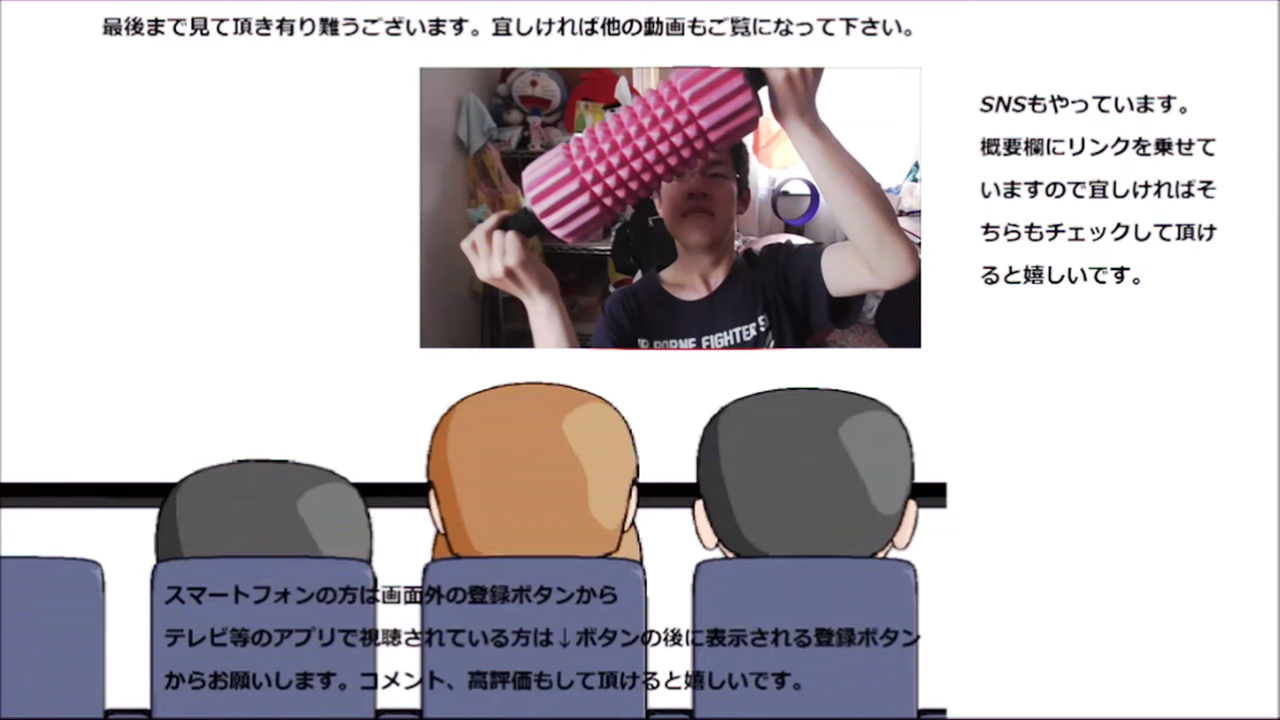 最後まで見て頂き有り難うございます。宜しければ他の動画もご覧になって下さい。
SNSもやっています。
概要欄にリンクを乗せて
いますので宜しければそ
ちらもチェックして頂け
ると嬉しいです。
BORNE FIGHTER
スマートフォンの方は画面外の登録ボタンから
テレビ等のアプリで視聴されている方は↓ボタンの後に表示される登録ボタン
からお願いします。コメント、高評価もして頂けると嬉しいです。